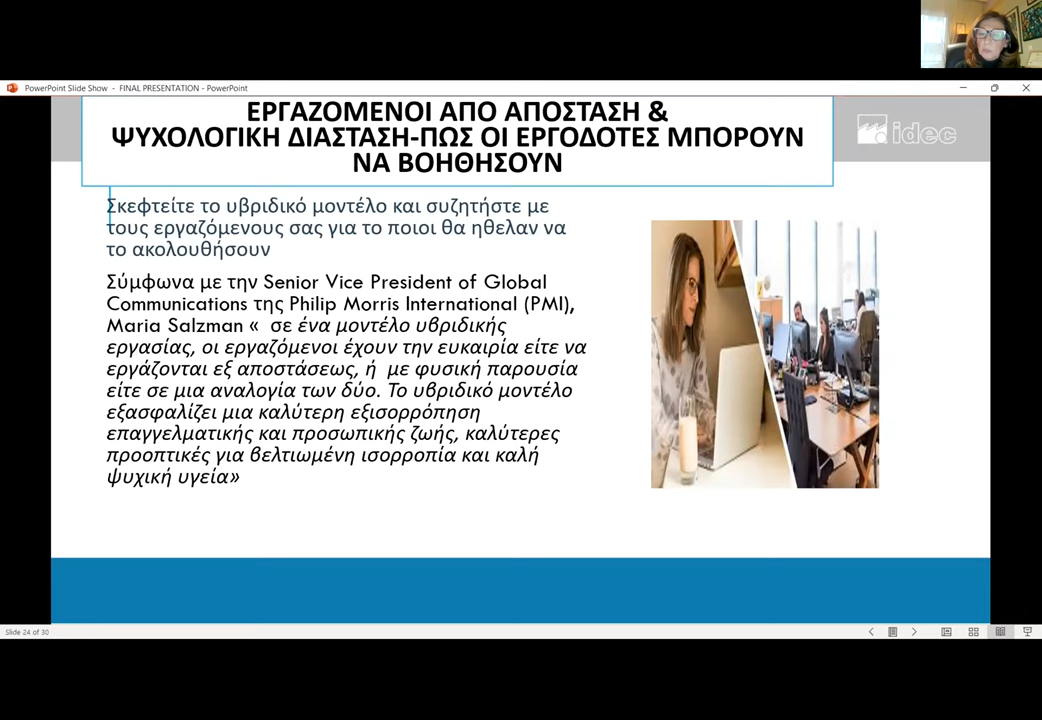 PowerPoint Slide Show - FINAL PRESENTATION - PowerPoint
ΕΡΓΑΖΟΜΕΝΟΙ ΑΠΟ ΑΠΟΣΤΑΣΗ &
ΨΥΧΟΛΟΓΙΚΗ ΔΙΑΣΤΑΣΗ-ΠΩΣ ΟΙ ΕΡΓΟΔΟΤΕΣ ΜΠΟΡΟΥΝ
ΝΑ ΒΟΗΘΗΣΟΥΝ
idec
Σκεφτείτε το υβριδικό μοντέλο και συζητήστε με
τους εργαζόμενους σας για το ποιοι θα ηθελαν να
το ακολουθήσουν
Σύμφωνα με την Senior Vice President of Global
Communications της Philip Morris International (PMI),
Maria Salzman « σε ένα μοντέλο υβριδικής
εργασίας, οι εργαζόμενοι έχουν την ευκαιρία είτε να
εργάζονται εξ αποστάσεως, ή με φυσική παρουσία
είτε σε μια αναλογία των δύο. Το υβριδικό μοντέλο
εξασφαλίζει μια καλύτερη εξισορρόπηση
επαγγελματικής και προσωπικής ζωής, καλύτερες
προοπτικές για βελτιωμένη ισορροπία και καλή
ψυχική υγεία»
Slide 24 of 30